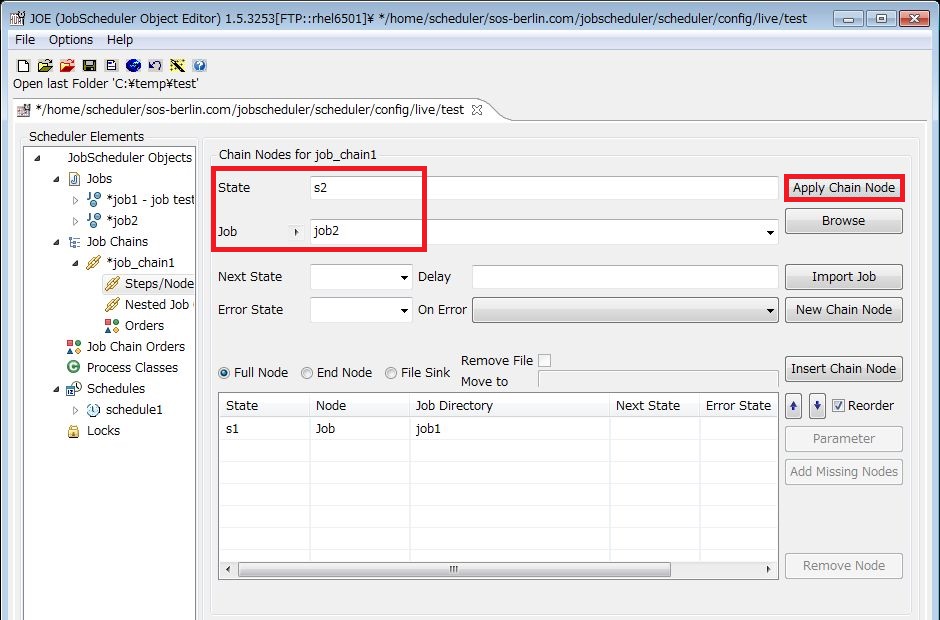 JOE (JobScheduler Object Editor) 1.5.3253[FTP::rhel6501]¥ */home/scheduler/sos-berlin.com/jobscheduler/scheduler/config/live/test
File Options Help
Open last Folder 'C:¥temp¥test'
*/home/scheduler/sos-berlin.com/jobscheduler/scheduler/config/live/test
Scheduler Elements
JobScheduler Objects
Jobs
*job1 - job test
*job2
Job Chains
*job_chain1
Steps/Node
Nested Job
Orders
Job Chain Orders
Process Classes
Schedules
schedule1
Locks
Chain Nodes for job_chain1
State s2 Apply Chain Node
Browse
Job job2
Next State Delay Import Job
Error State On Error New Chain Node
Remove File
Full Node End Node File Sink Insert Chain Node
Move to
State Node Job Directory Next State Error State Reorder
s1 Job job1
Parameter
Add Missing Nodes
Remove Node